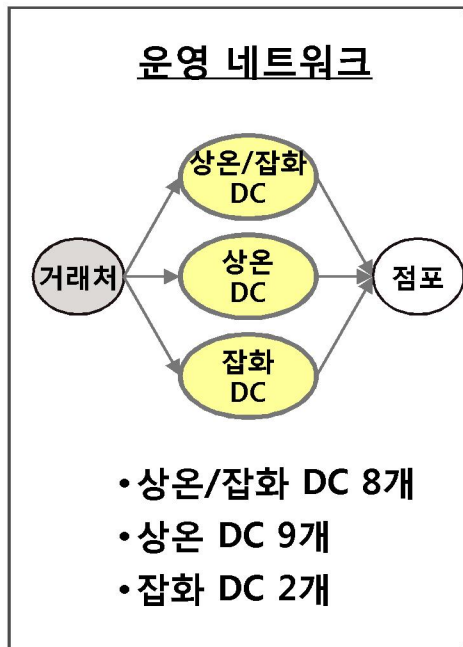 운영 네트워크
상온/잡화
DC
거래처
상온
DC
점포
잡화
DC
•상온/잡화 DC 8개
•상온 DC 9개
•잡화 DC 2개